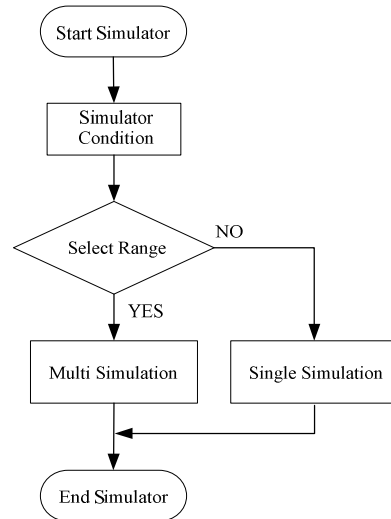 Start Simulator
Simulator
Condition
Select Range
NO
YES
Multi Simulation
Single Simulation
End Simulator